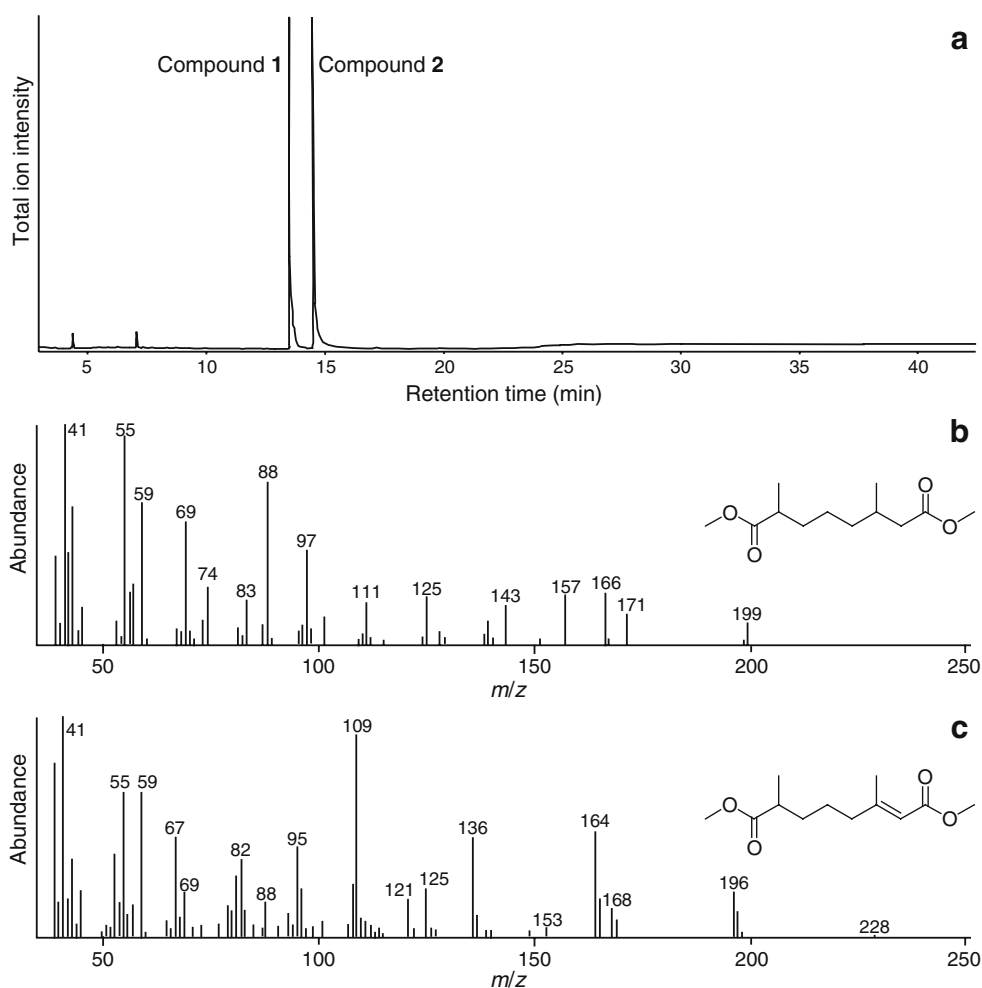 a
Compound 1 Compound 2
Total ion intensity
5 10 15 20 25 30 35 40
Retention time (min)
b
41 55 59 69 74 83 88 97 111 125 143 157 166 171 199
Abundance
O O O O
50 100 150 200 250
m/z
c
41 55 59 67 69 82 88 95 109 121 125 136 153 164 168 196 228
Abundance
O O O O
50 100 150 200 250
m/z